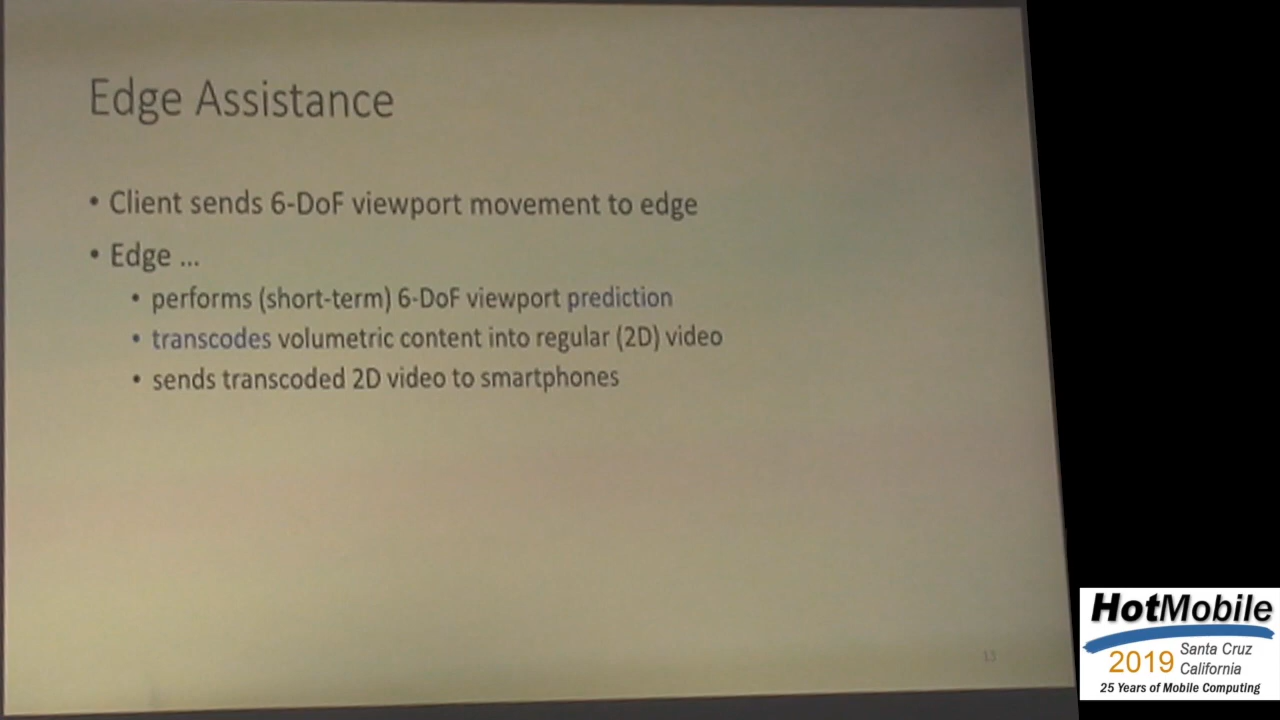 Edge Assistance
• Client sends 6-DoF viewport movement to edge
• Edge ...
• performs (short-term) 6-DoF viewport prediction
• transcodes volumetric content into regular (2D) video
• sends transcoded 2D video to smartphones
13
HotMobile
2019 Santa Cruz
California
25 Years of Mobile Computing